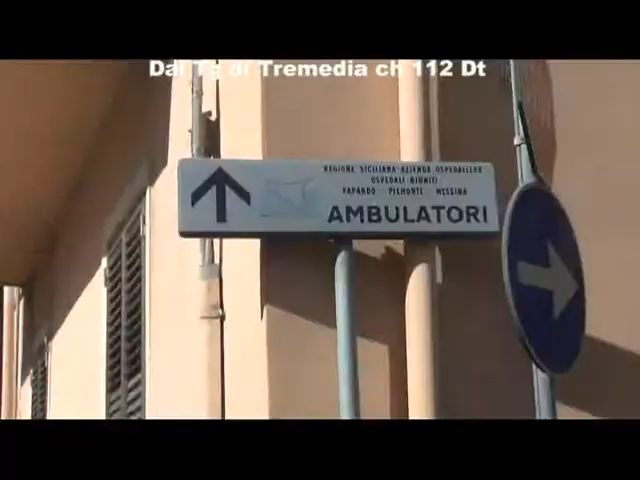 Dal Tg di Tremedia ch 112 Dt
REGIONE SICILIANA-AZIENDA OSPEDALIERA
OSPEDALI RIUNITI
PAPARDO PIEMONTE MESSINA
AMBULATORI